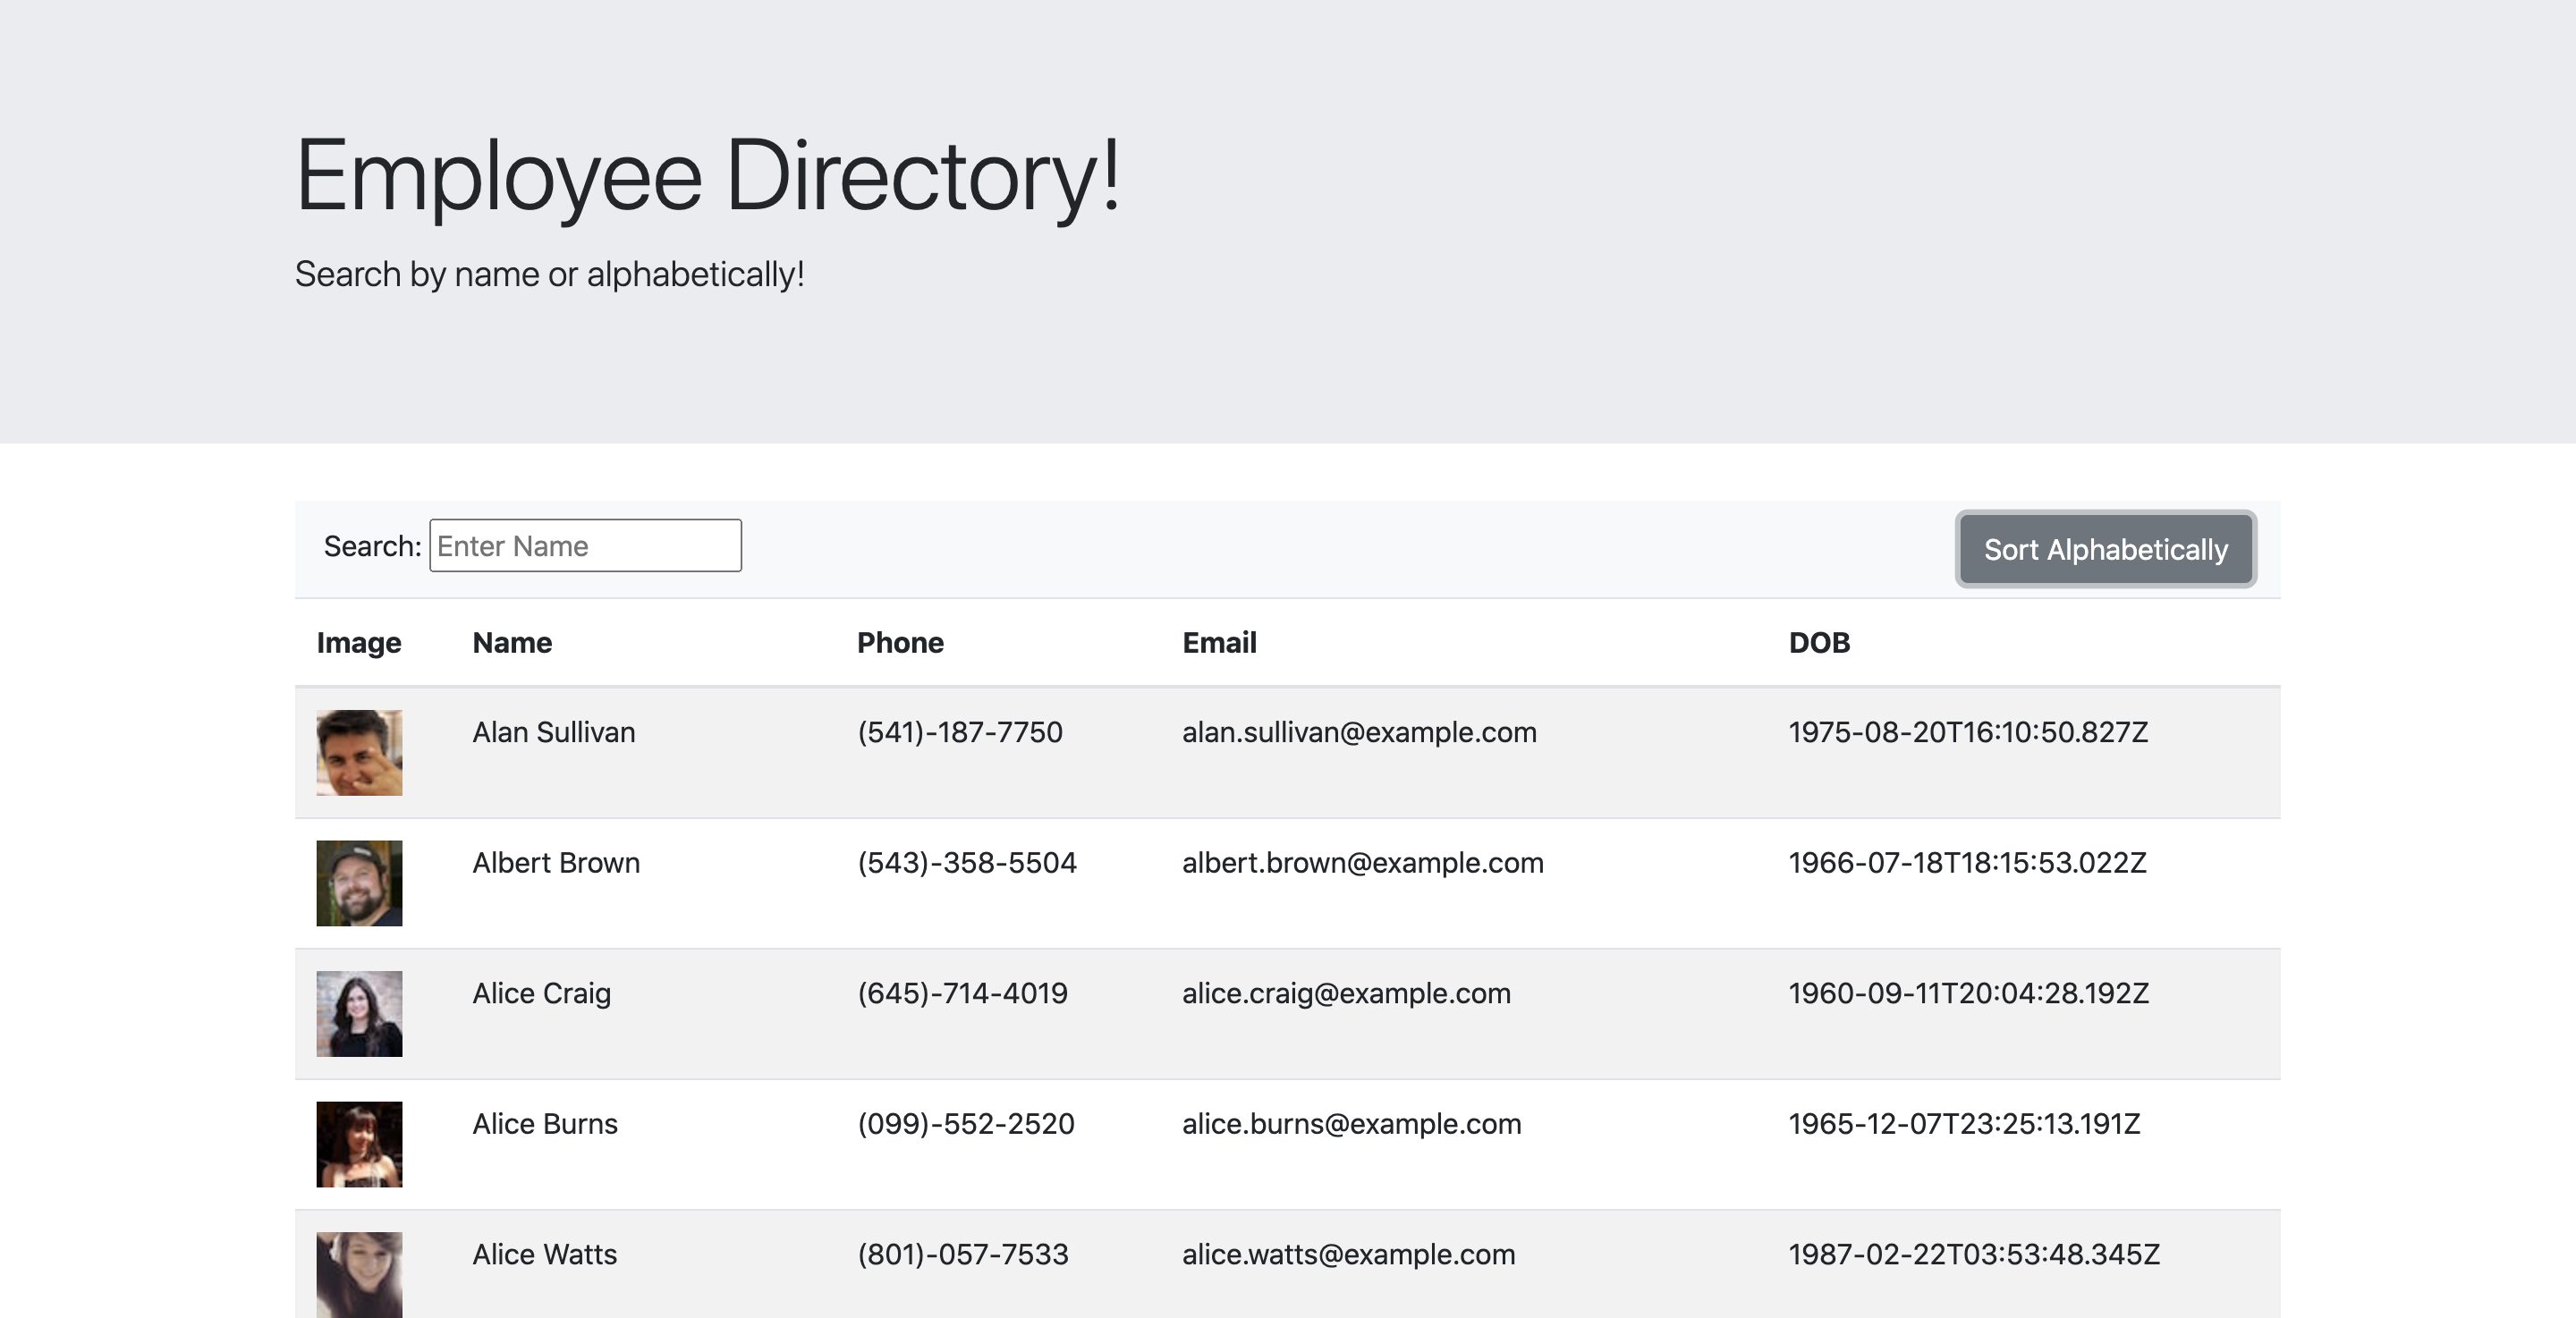 Employee Directory!
Search by name or alphabetically!
Search: Enter Name Sort Alphabetically
Image Name Phone Email DOB
Alan Sullivan (541)-187-7750 alan.sullivan@example.com 1975-08-20T16:10:50.827Z
Albert Brown (543)-358-5504 albert.brown@example.com 1966-07-18T18:15:53.022Z
Alice Craig (645)-714-4019 alice.craig@example.com 1960-09-11T20:04:28.192Z
Alice Burns (099)-552-2520 alice.burns@example.com 1965-12-07T23:25:13.191Z
Alice Watts (801)-057-7533 alice.watts@example.com 1987-02-22T03:53:48.345Z